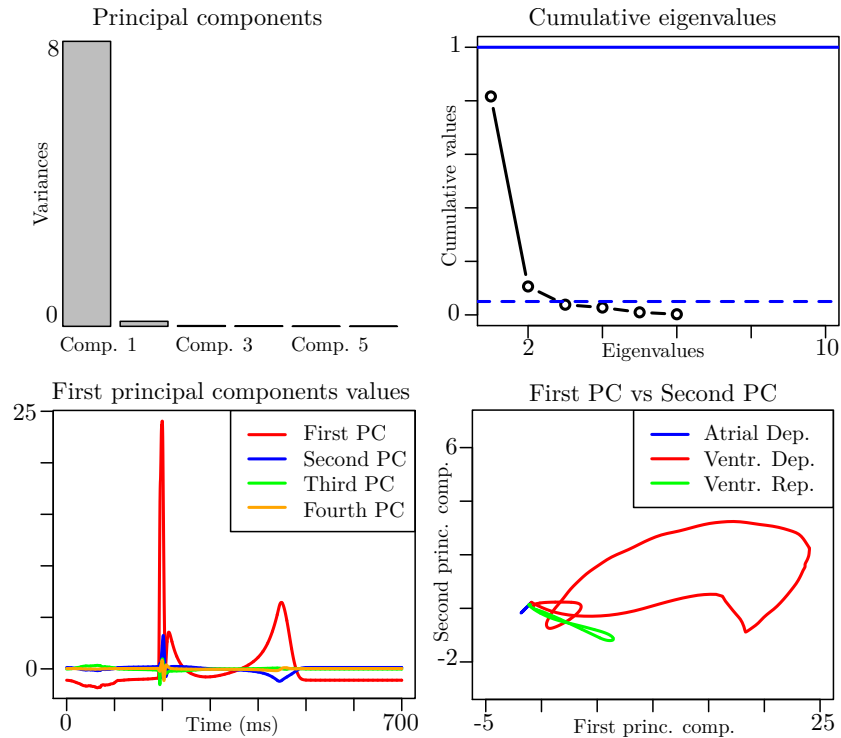 Principal components
8
Variances
0
Comp. 1 Comp. 3 Comp. 5
Cumulative eigenvalues
1
Cumulative values
0
2 10
Eigenvalues
First principal components values
25
First PC
Second PC
Third PC
Fourth PC
0
0 700
Time (ms)
First PC vs Second PC
6
Atrial Dep.
Ventr. Dep.
Ventr. Rep.
Second princ. comp.
-2
-5 25
First princ. comp.